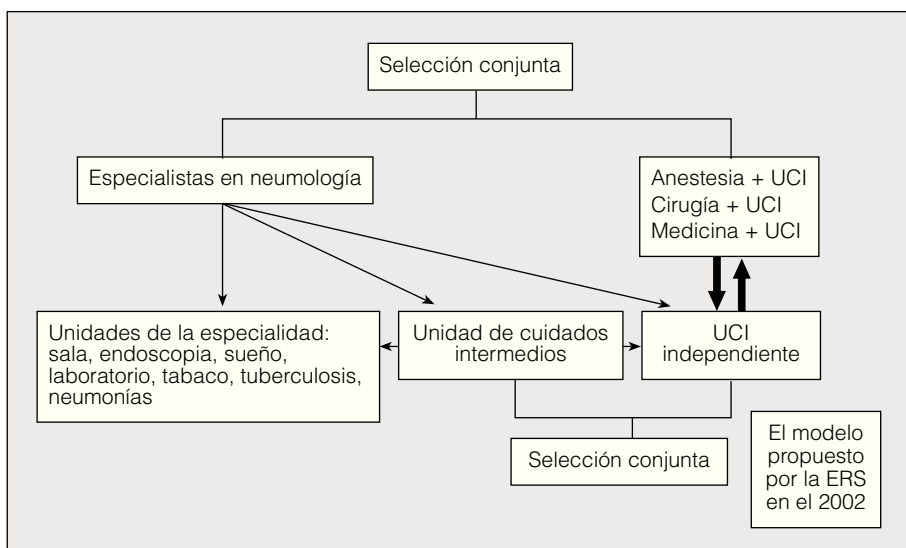 Selección conjunta
Especialistas en neumología
Anestesia + UCI
Cirugía + UCI
Medicina + UCI
Unidades de la especialidad:
sala, endoscopia, sueño,
laboratorio, tabaco, tuberculosis,
neumonías
Unidad de cuidados
intermedios
UCI
independiente
Selección conjunta
El modelo
propuesto
por la ERS
en el 2002